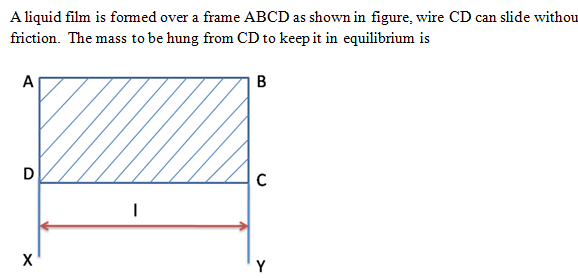 A liquid film is formed over a frame ABCD as shown in figure, wire CD can slide withou
friction. The mass to be hung from CD to keep it in equilibrium is
A B
D C
l
X Y